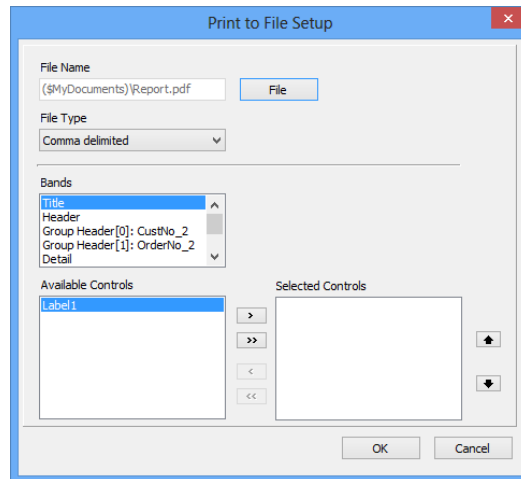 Print to File Setup
File Name
($MyDocuments)\Report.pdf
File
File Type
Comma delimited
Bands
Title
Header
Group Header[0]: CustNo_2
Group Header[1]: OrderNo_2
Detail
Available Controls
Selected Controls
Label1
>
>>
<
<<
OK
Cancel